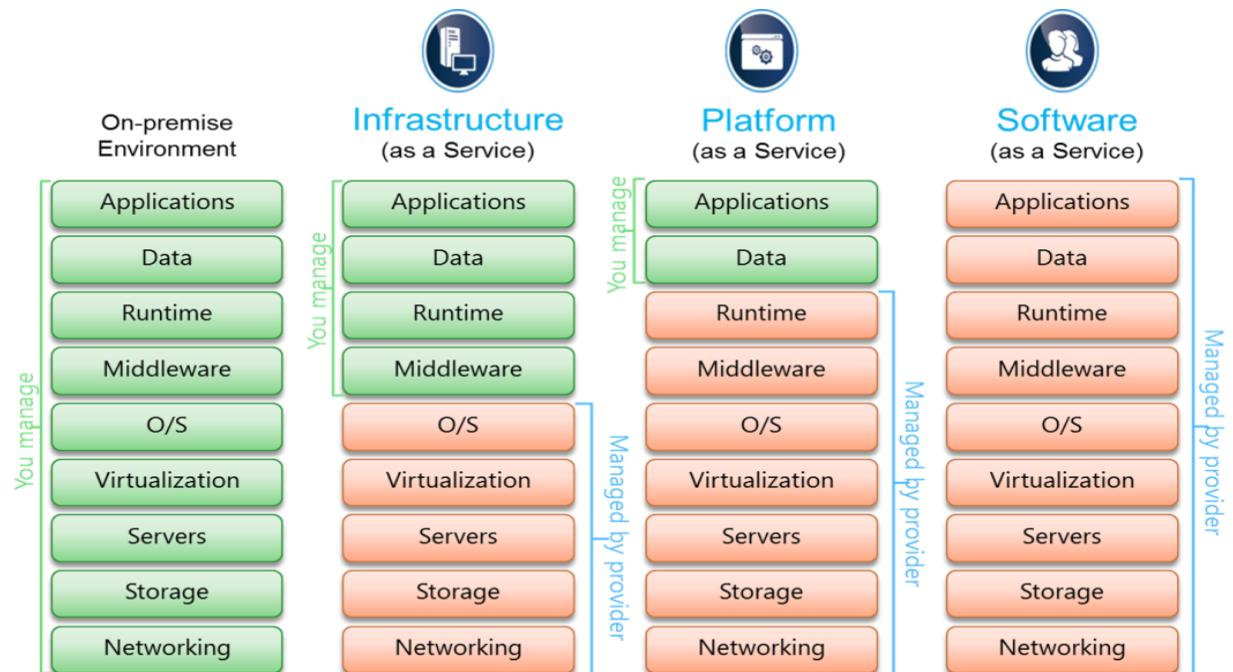 On-premise
Environment
You manage
Applications
Data
Runtime
Middleware
O/S
Virtualization
Servers
Storage
Networking
Infrastructure
(as a Service)
You manage
Applications
Data
Runtime
Middleware
O/S
Virtualization
Servers
Storage
Networking
Managed by provider
Platform
(as a Service)
You manage
Applications
Data
Runtime
Middleware
O/S
Virtualization
Servers
Storage
Networking
Managed by provider
Software
(as a Service)
Applications
Data
Runtime
Middleware
O/S
Virtualization
Servers
Storage
Networking
Managed by provider